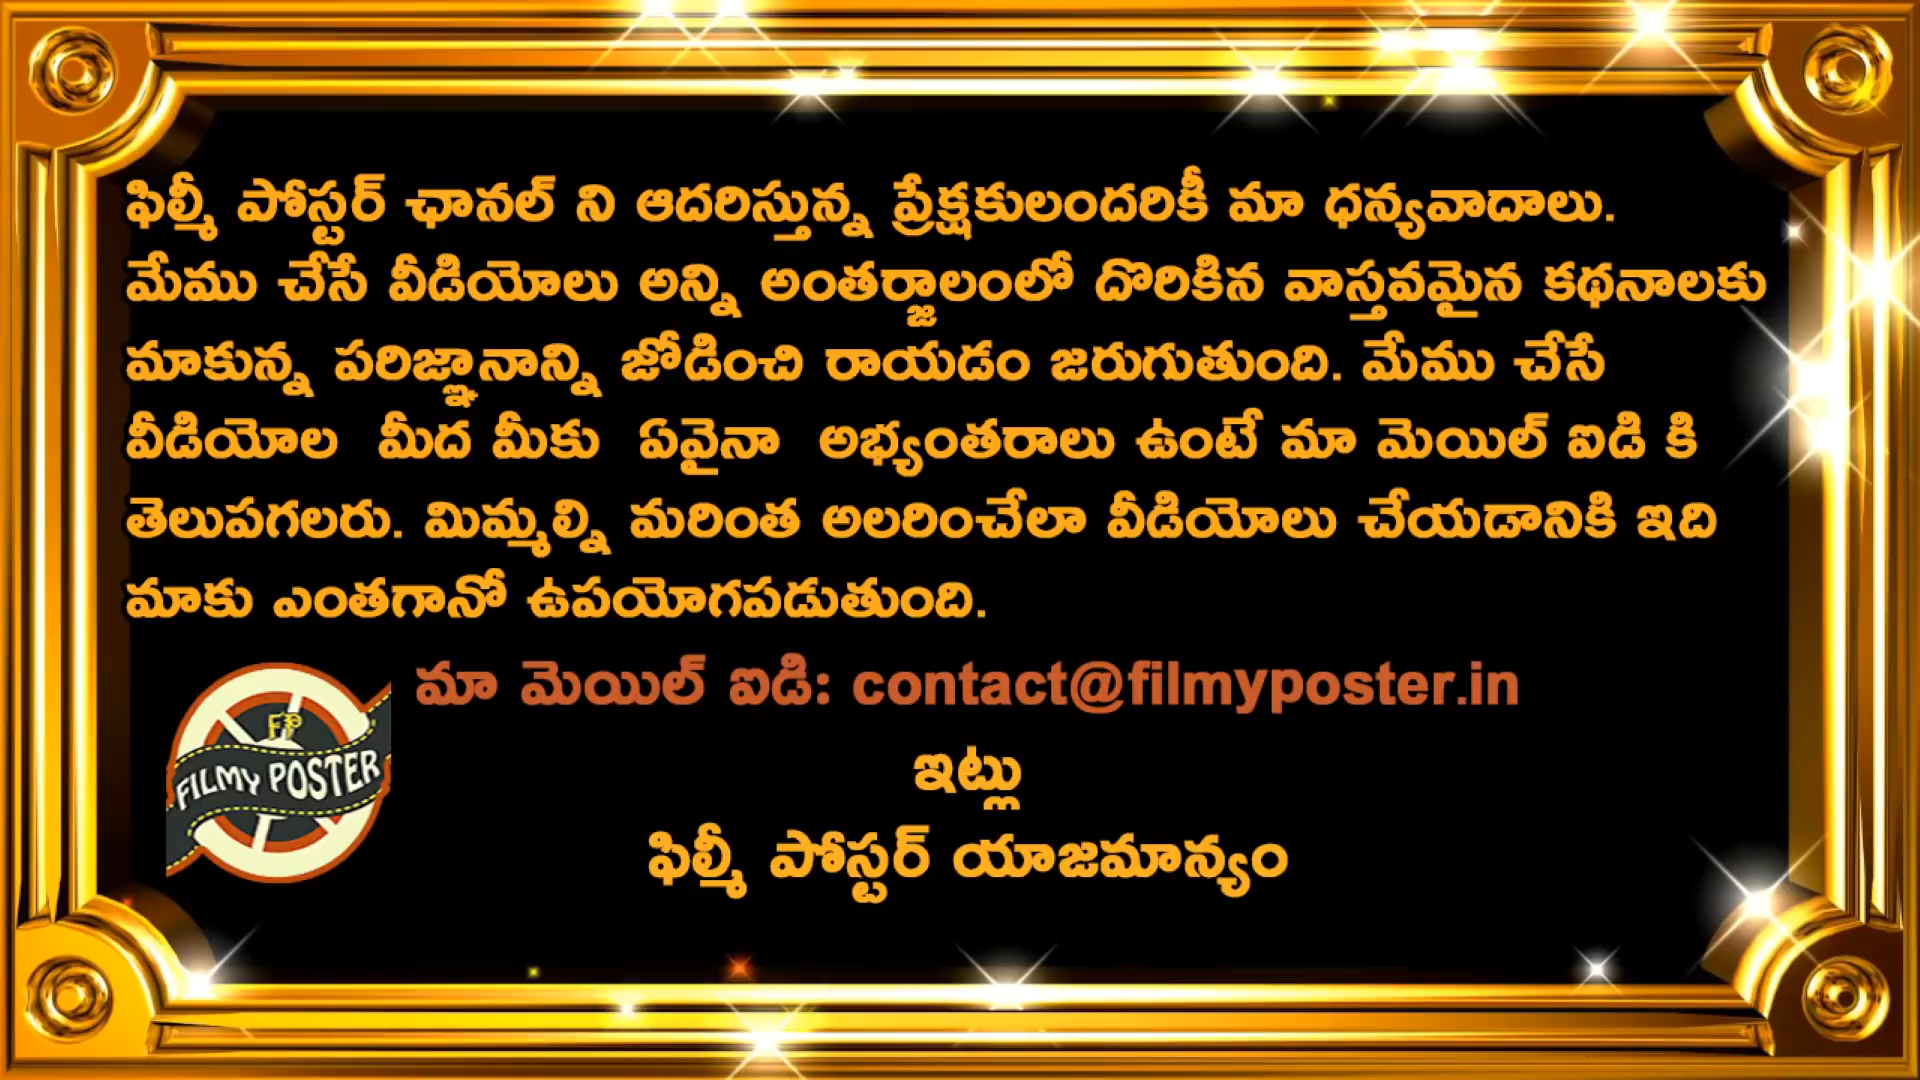 ఫిల్మీ పోస్టర్ ఛానల్ ని ఆదరిస్తున్న ప్రేక్షకులందరికీ మా ధన్యవాదాలు.
మేము చేసే వీడియోలు అన్ని అంతర్జాలంలో దొరికిన వాస్తవమైన కథనాలకు
మాకున్న పరిజ్ఞానాన్ని జోడించి రాయడం జరుగుతుంది. మేము చేసే
వీడియోల మీద మీకు ఏవైనా అభ్యంతరాలు ఉంటే మా మెయిల్ ఐడి కి
తెలుపగలరు. మిమ్మల్ని మరింత అలరించేలా వీడియోలు చేయడానికి ఇది
మాకు ఎంతగానో ఉపయోగపడుతుంది.
మా మెయిల్ ఐడి: contact@filmyposter.in
FP
FILMY POSTER
ఇట్లు
ఫిల్మీ పోస్టర్ యాజమాన్యం